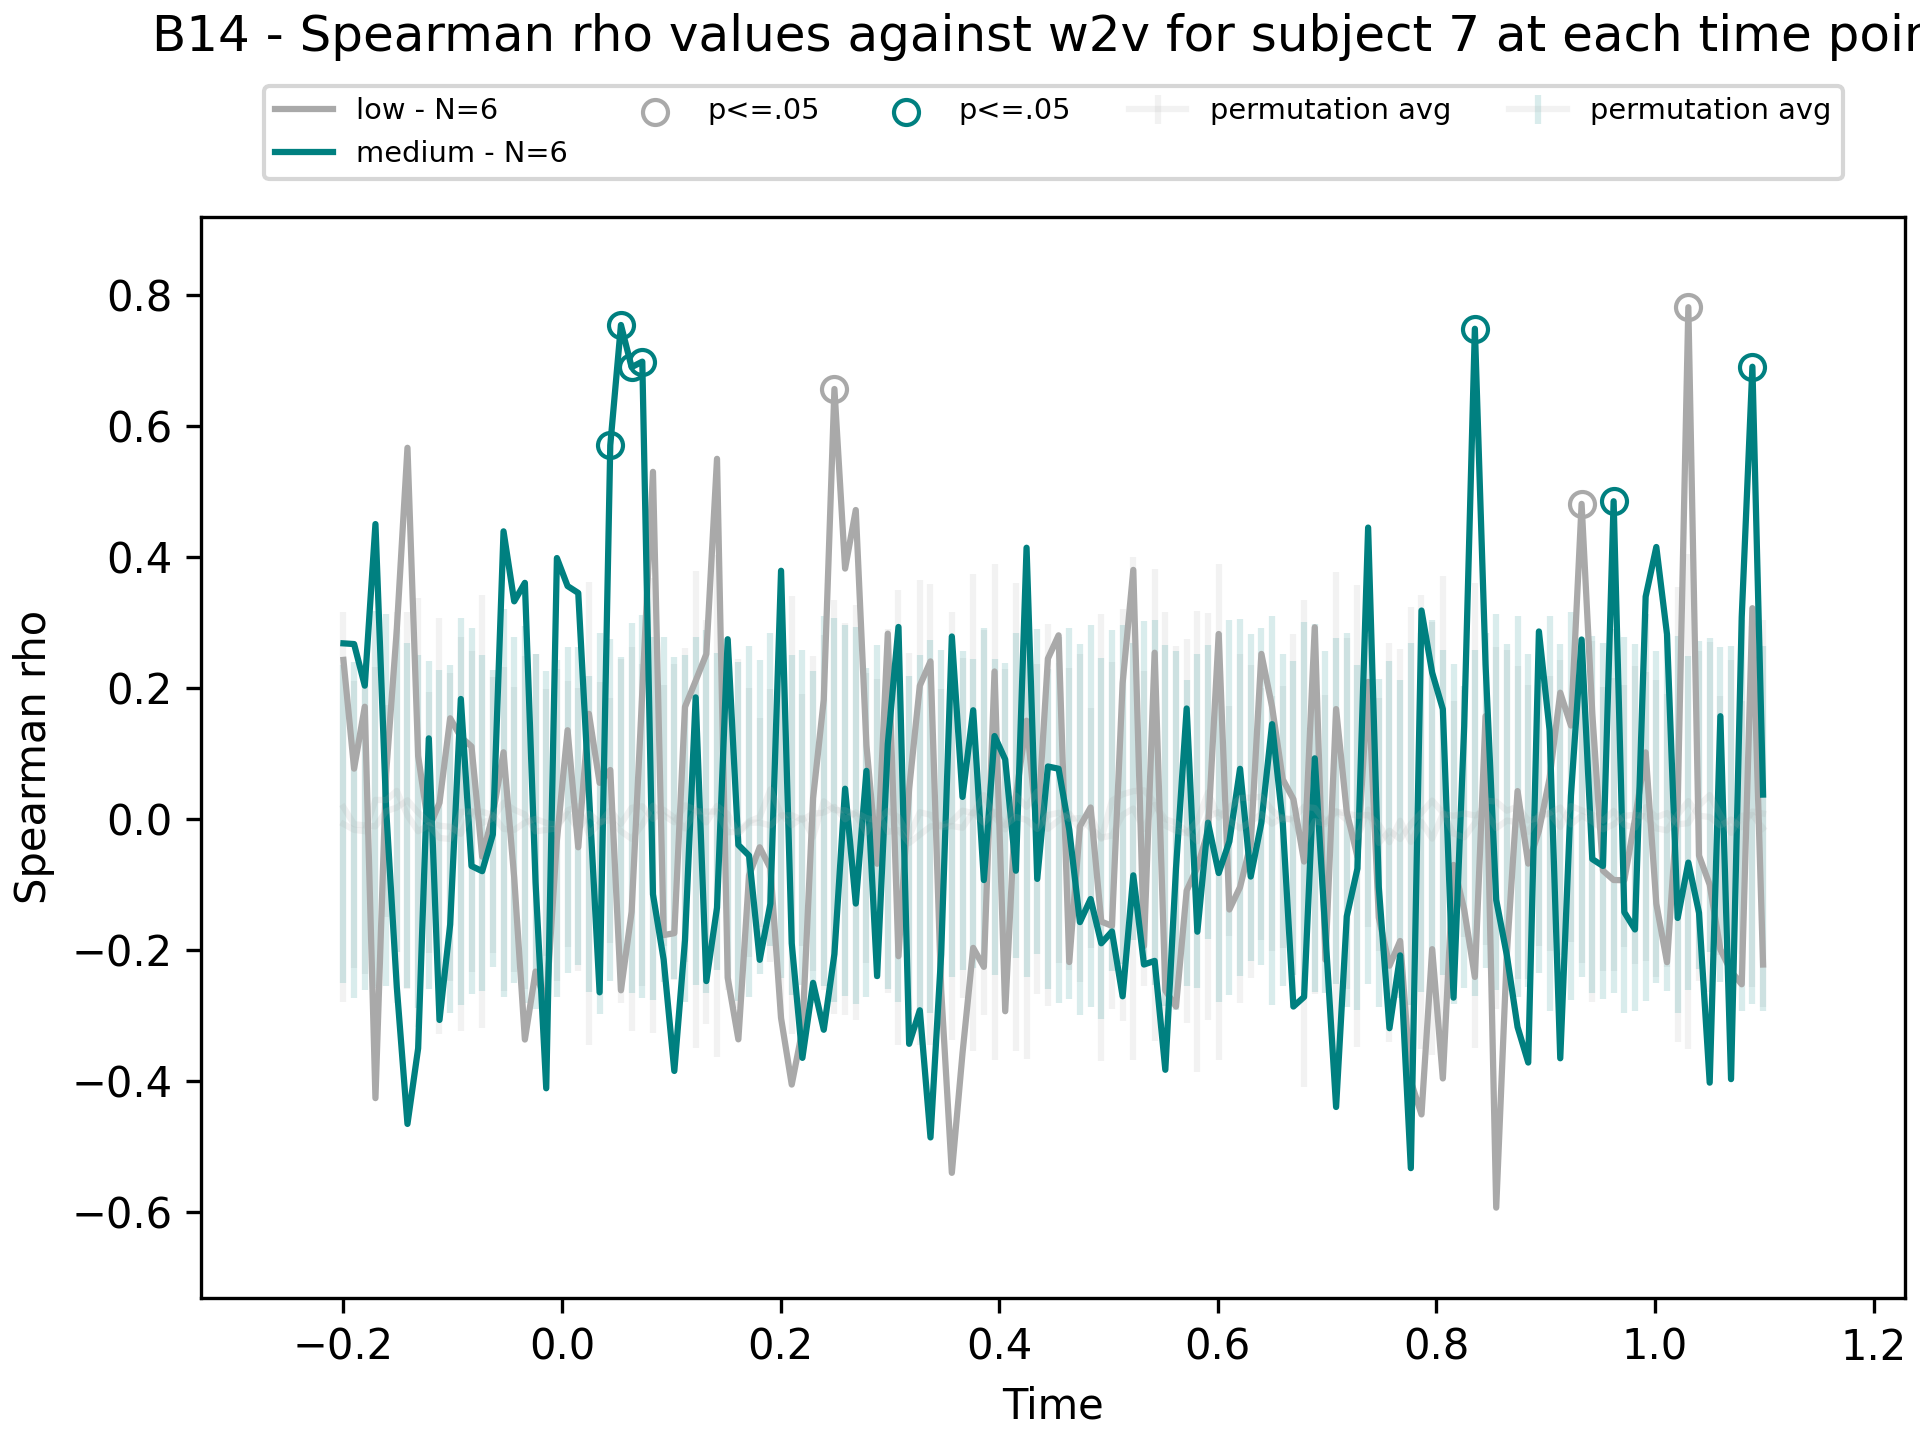 B14 - Spearman rho values against w2v for subject 7 at each time poin
low - N=6
medium - N=6
p<=.05
p<=.05
permutation avg
permutation avg
Spearman rho
0.8
0.6
0.4
0.2
0.0
−0.2
−0.4
−0.6
−0.2
0.0
0.2
0.4
0.6
0.8
1.0
1.2
Time